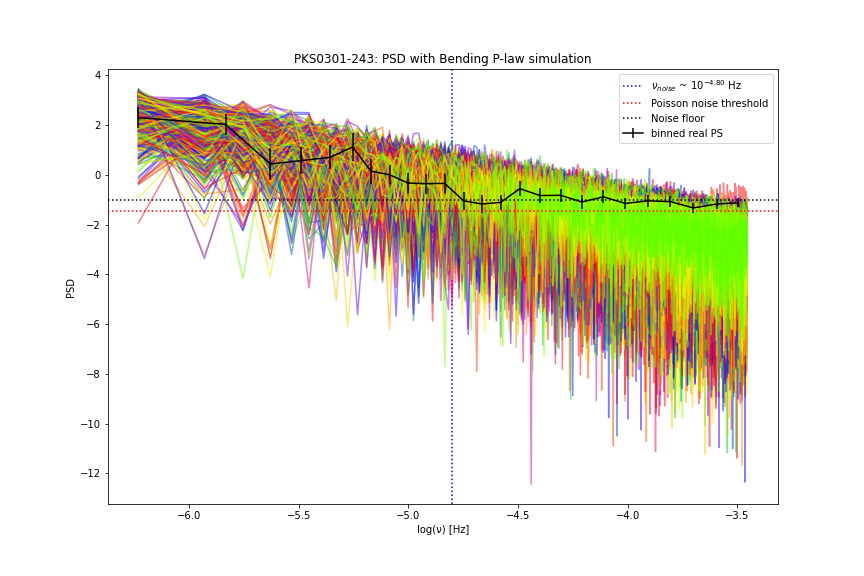 PKS0301-243: PSD with Bending P-law simulation
ν_noise ~ 10^−4.80 Hz
Poisson noise threshold
Noise floor
binned real PS
4
2
0
−2
−4
−6
−8
−10
−12
PSD
−6.0 −5.5 −5.0 −4.5 −4.0 −3.5
log(ν) [Hz]